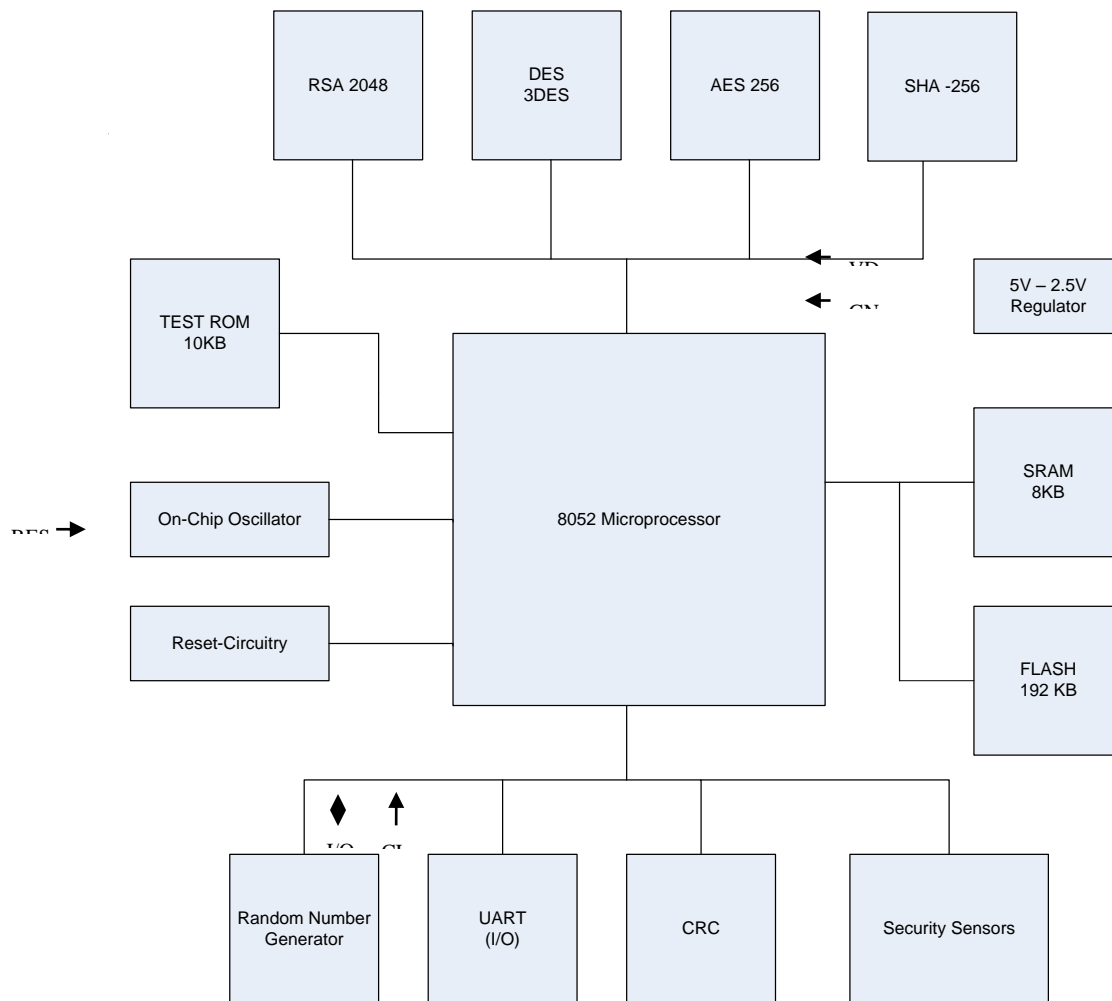 RSA 2048
DES
3DES
AES 256
SHA -256
5V – 2.5V
Regulator
TEST ROM
10KB
SRAM
8KB
On-Chip Oscillator
8052 Microprocessor
Reset-Circuitry
FLASH
192 KB
I/O
Random Number
Generator
UART
(I/O)
CRC
Security Sensors